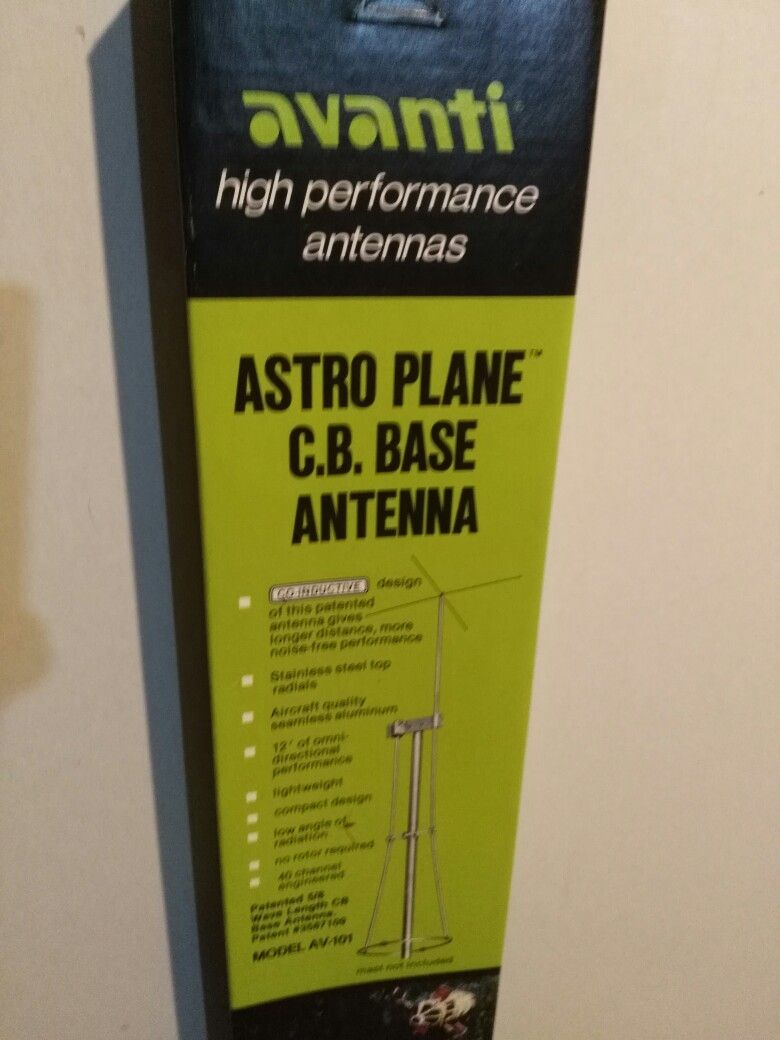 avanti
high performance
antennas
ASTRO PLANE™
C.B. BASE
ANTENNA
CO-INDUCTIVE design
of this patented
antenna gives
longer distance, more
noise-free performance
Stainless steel top
radials
Aircraft quality
seamless aluminum
12' of omni-
directional
performance
lightweight
compact design
low angle of
radiation
no rotor required
40 channel
engineered
Patented 5/8
Wave Length CB
Base Antenna.
Patent #3587109
MODEL AV-101
mast not included